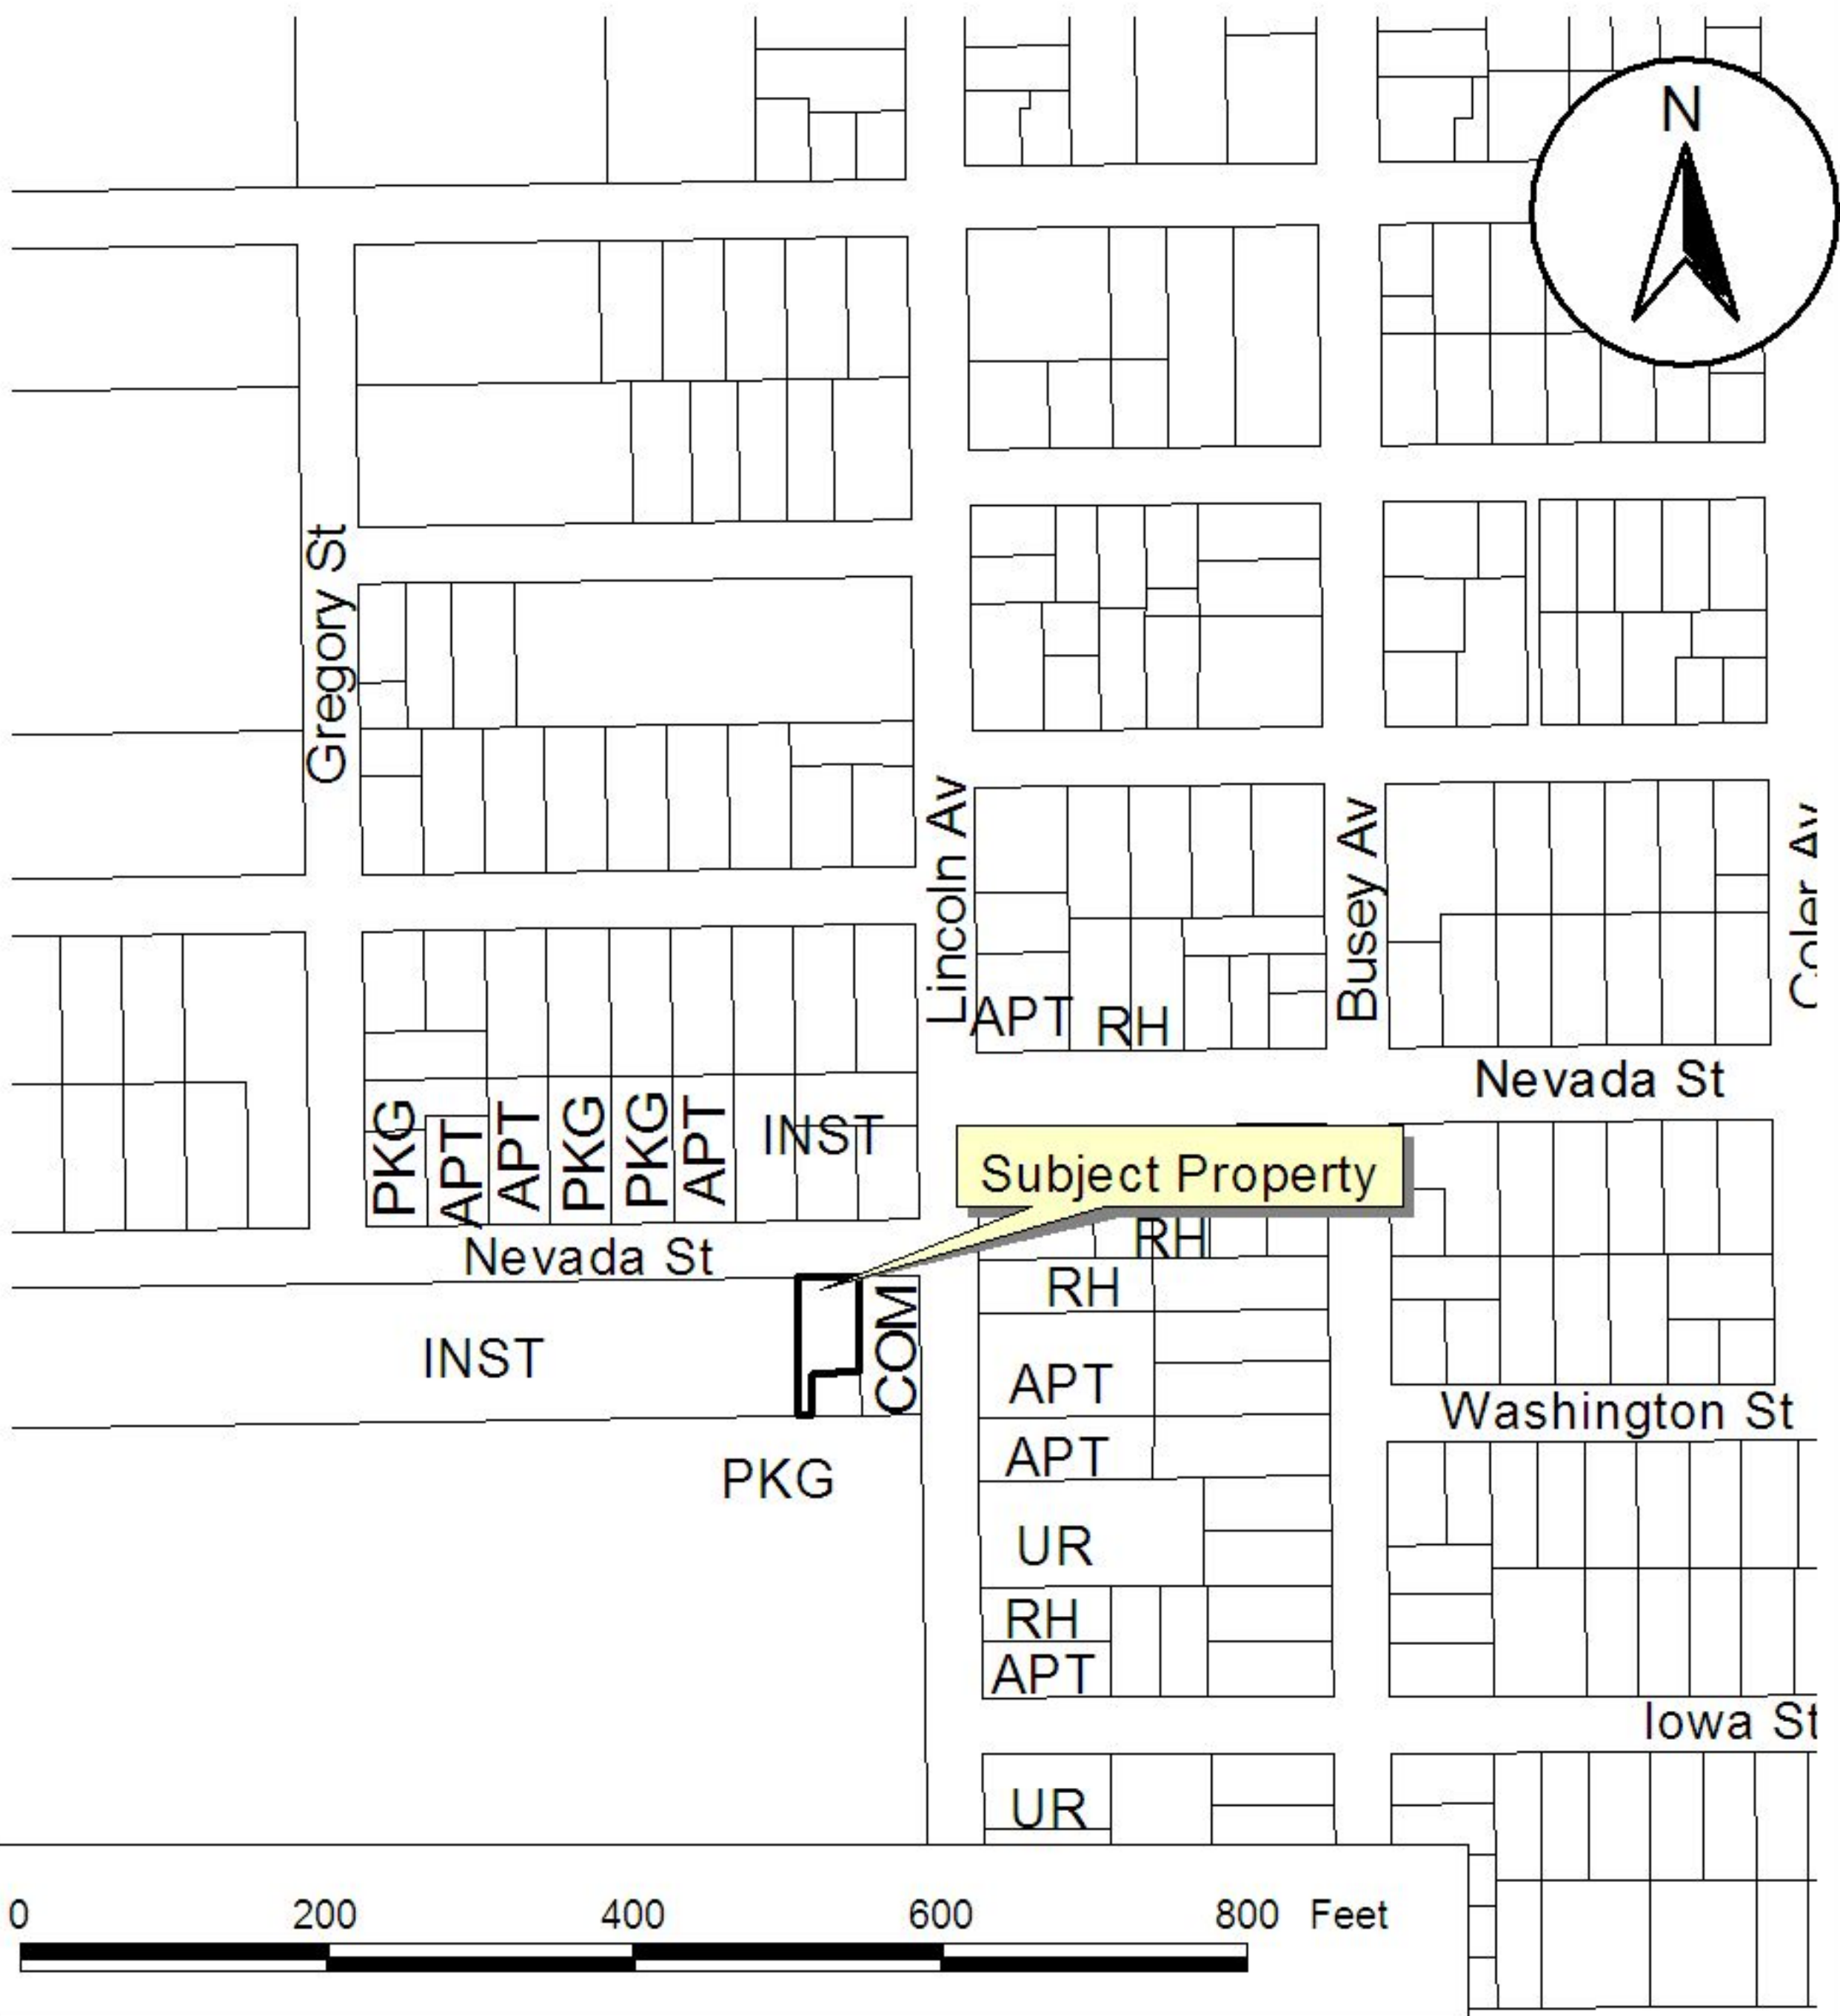 N
Gregory St
Lincoln Av
Busey Av
Coler Av
APT RH
Nevada St
PKG APT APT PKG PKG APT INST
Subject Property
RH
Nevada St
RH
COM
INST
APT
Washington St
APT
PKG
UR
RH
APT
Iowa St
UR
0 200 400 600 800 Feet